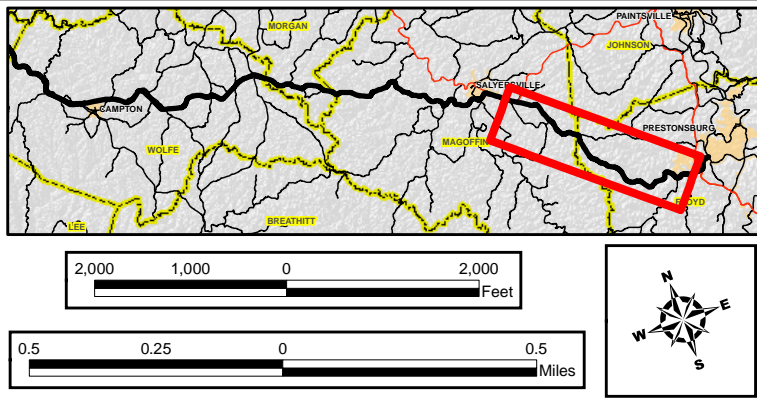 PAINTSVILLE
MORGAN
JOHNSON
SALYERSVILLE
CAMPTON
PRESTONSBURG
MAGOFFIN
WOLFE
FLOYD
BREATHITT
LEE
2,000 1,000 0 2,000
Feet
0.5 0.25 0 0.5
Miles
N
E
W
S